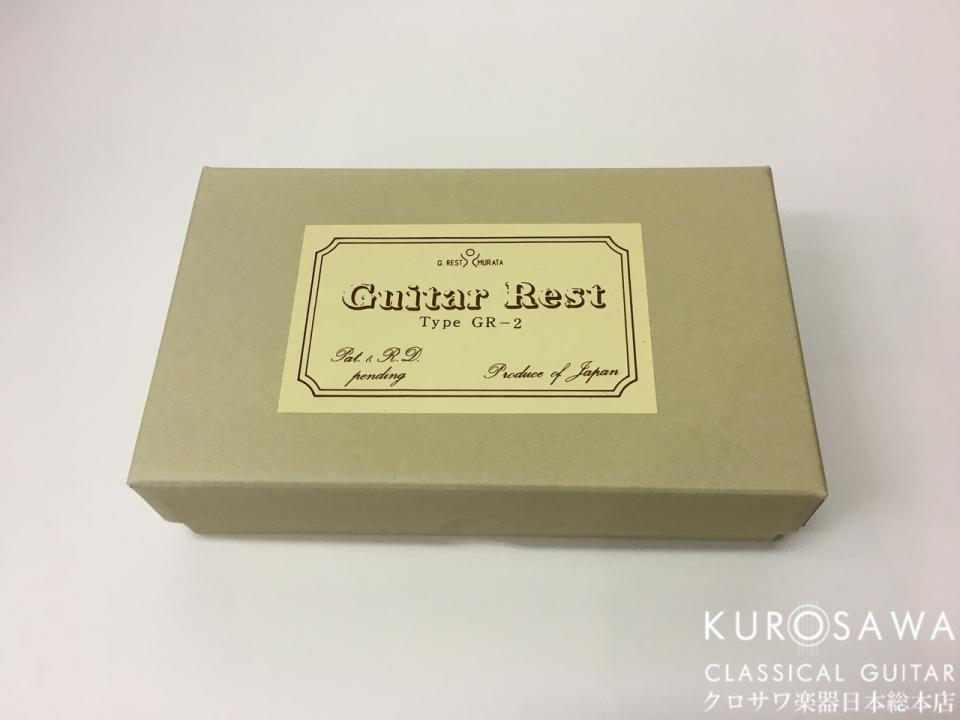 G. REST MURATA
Guitar Rest
Type GR-2
Pat. & R.D.
pending
Produce of Japan
KUROSAWA
CLASSICAL GUITAR
クロサワ楽器日本総本店